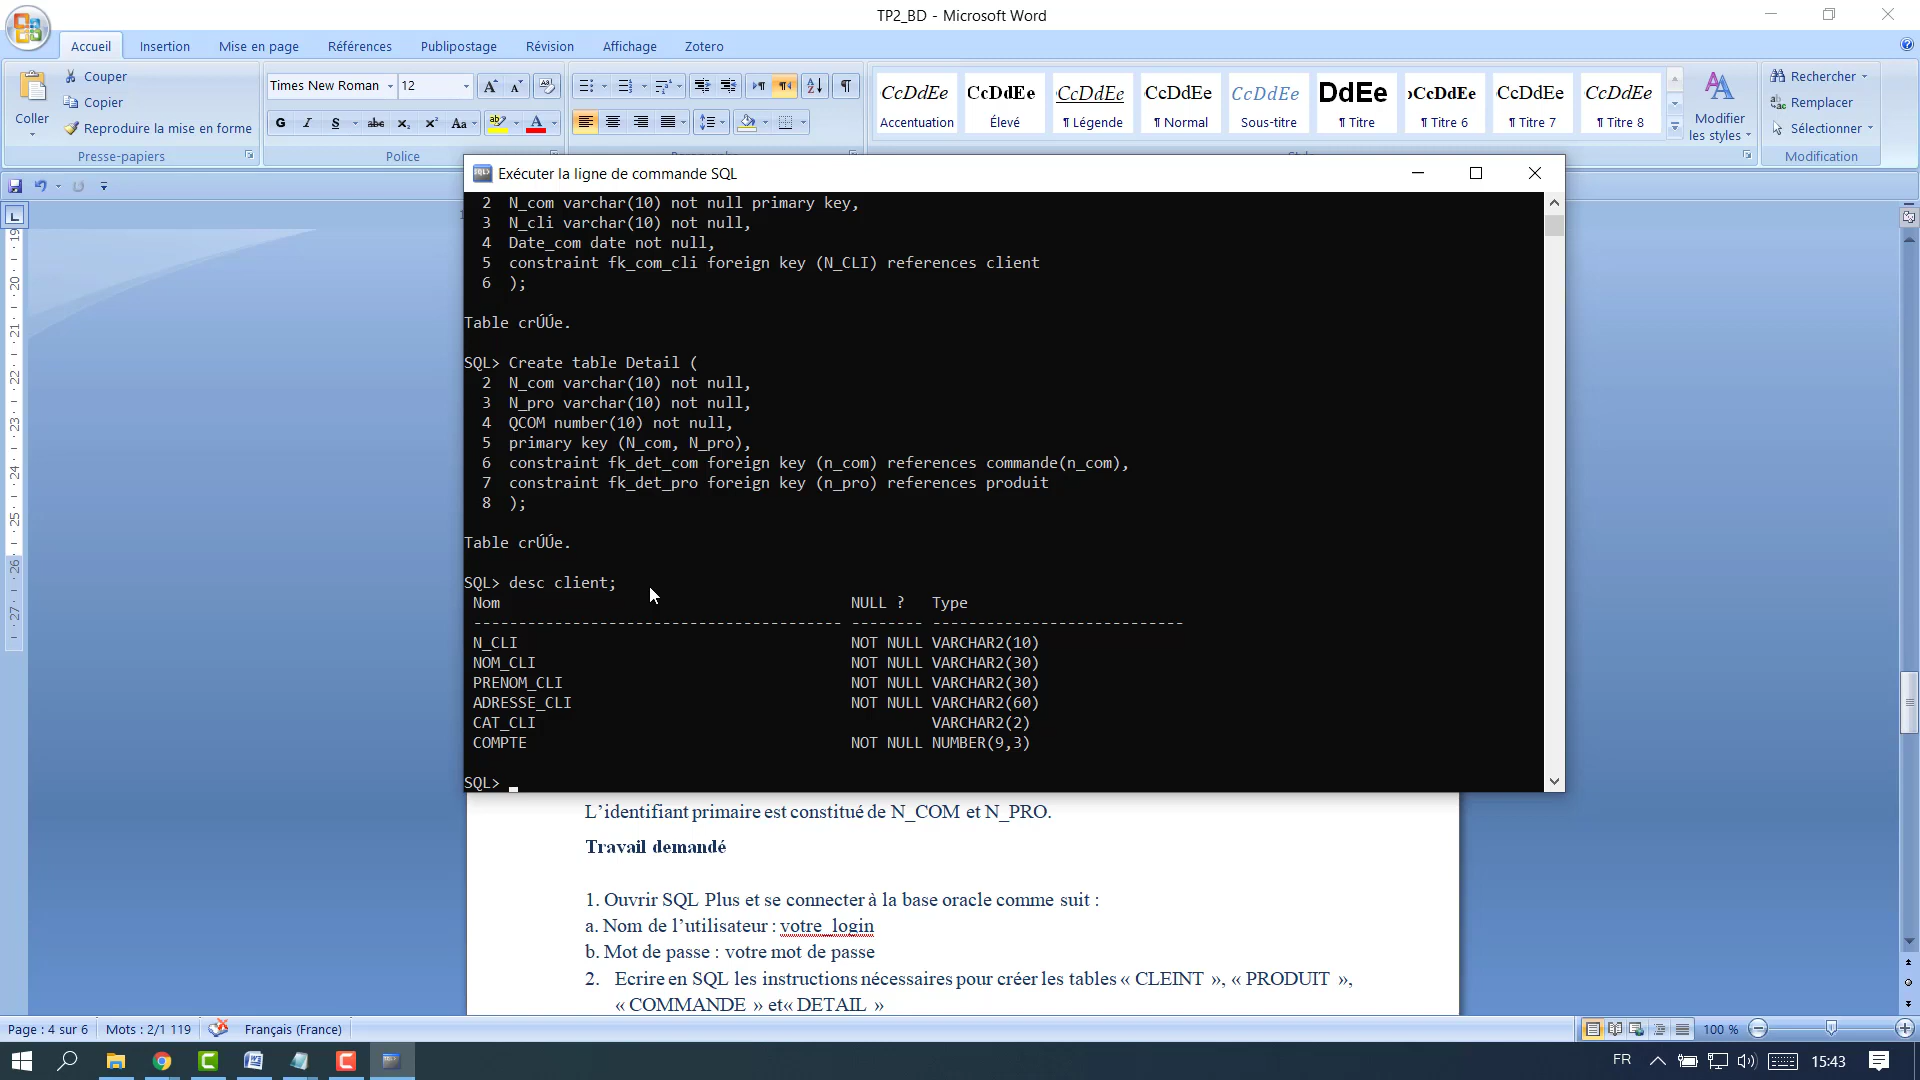 TP2_BD - Microsoft Word
Accueil Insertion Mise en page Références Publipostage Révision Affichage Zotero
Coller
Couper
Copier
Reproduire la mise en forme
Presse-papiers
Times New Roman 12
G I S abc x₂ x² Aa
Police
CcDdEe CcDdEe CcDdEe CcDdEe CcDdEe DdEe CcDdEe CcDdEe CcDdEe
Accentuation Élevé ¶ Légende ¶ Normal Sous-titre ¶ Titre ¶ Titre 6 ¶ Titre 7 ¶ Titre 8
Modifier
les styles
Rechercher
Remplacer
Sélectionner
Modification
Exécuter la ligne de commande SQL
2 N_com varchar(10) not null primary key,
3 N_cli varchar(10) not null,
4 Date_com date not null,
5 constraint fk_com_cli foreign key (N_CLI) references client
6 );
Table crÚÚe.
SQL> Create table Detail (
2 N_com varchar(10) not null,
3 N_pro varchar(10) not null,
4 QCOM number(10) not null,
5 primary key (N_com, N_pro),
6 constraint fk_det_com foreign key (n_com) references commande(n_com),
7 constraint fk_det_pro foreign key (n_pro) references produit
8 );
Table crÚÚe.
SQL> desc client;
Nom NULL ? Type
----------------------------------------- -------- ----------------------------
N_CLI NOT NULL VARCHAR2(10)
NOM_CLI NOT NULL VARCHAR2(30)
PRENOM_CLI NOT NULL VARCHAR2(30)
ADRESSE_CLI NOT NULL VARCHAR2(60)
CAT_CLI VARCHAR2(2)
COMPTE NOT NULL NUMBER(9,3)
SQL>
L’identifiant primaire est constitué de N_COM et N_PRO.
Travail demandé
1. Ouvrir SQL Plus et se connecter à la base oracle comme suit :
a. Nom de l’utilisateur : votre_login
b. Mot de passe : votre mot de passe
2. Ecrire en SQL les instructions nécessaires pour créer les tables « CLEINT », « PRODUIT »,
« COMMANDE » et« DETAIL »
Page : 4 sur 6 Mots : 2/1 119 Français (France) 100 %
FR 15:43